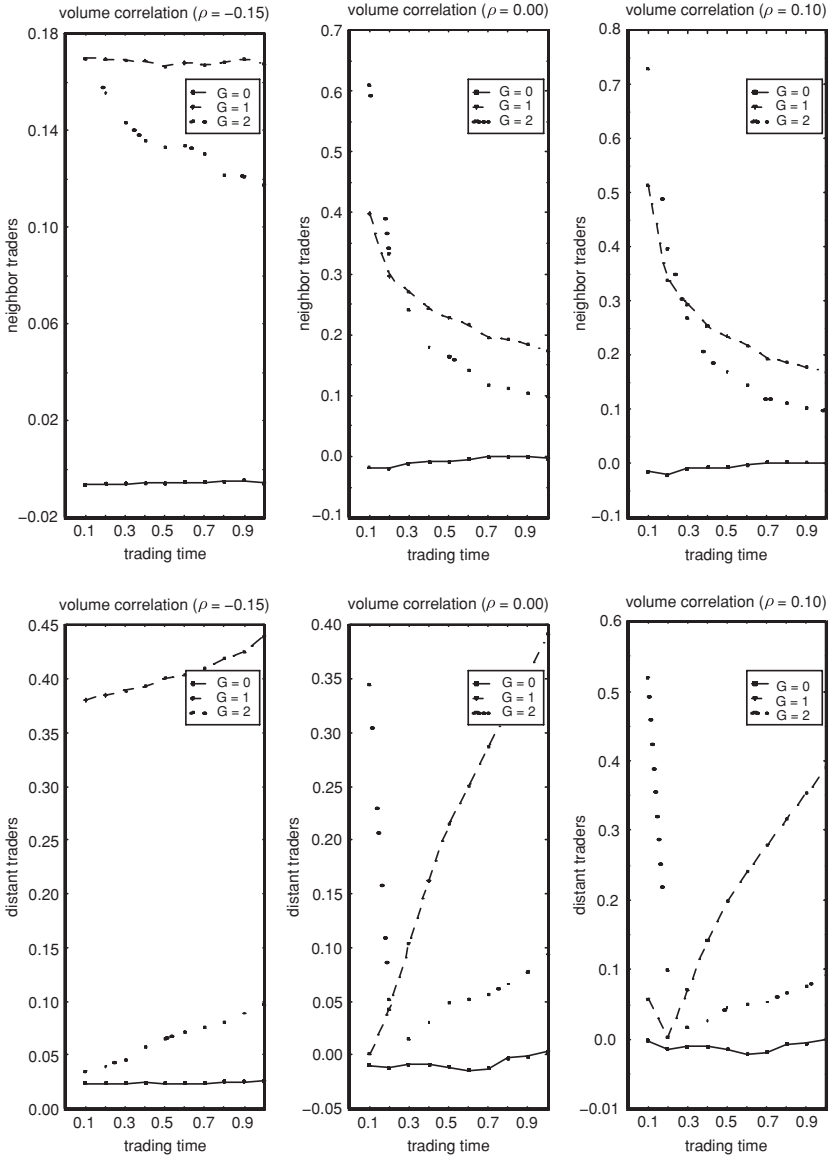 volume correlation (ρ = −0.15)
0.18
0.14
0.10
0.06
0.02
−0.02
neighbor traders
G = 0
G = 1
G = 2
0.1 0.3 0.5 0.7 0.9
trading time
volume correlation (ρ = 0.00)
0.7
0.6
0.5
0.4
0.3
0.2
0.1
0.0
−0.1
neighbor traders
G = 0
G = 1
G = 2
0.1 0.3 0.5 0.7 0.9
trading time
volume correlation (ρ = 0.10)
0.8
0.7
0.6
0.5
0.4
0.3
0.2
0.1
0.0
−0.1
neighbor traders
G = 0
G = 1
G = 2
0.1 0.3 0.5 0.7 0.9
trading time
volume correlation (ρ = −0.15)
0.45
0.40
0.35
0.30
0.25
0.20
0.15
0.10
0.05
0.00
distant traders
G = 0
G = 1
G = 2
0.1 0.3 0.5 0.7 0.9
trading time
volume correlation (ρ = 0.00)
0.40
0.35
0.30
0.25
0.20
0.15
0.10
0.05
0.00
−0.05
distant traders
G = 0
G = 1
G = 2
0.1 0.3 0.5 0.7 0.9
trading time
volume correlation (ρ = 0.10)
0.6
0.5
0.4
0.3
0.2
0.1
0.0
−0.01
distant traders
G = 0
G = 1
G = 2
0.1 0.3 0.5 0.7 0.9
trading time